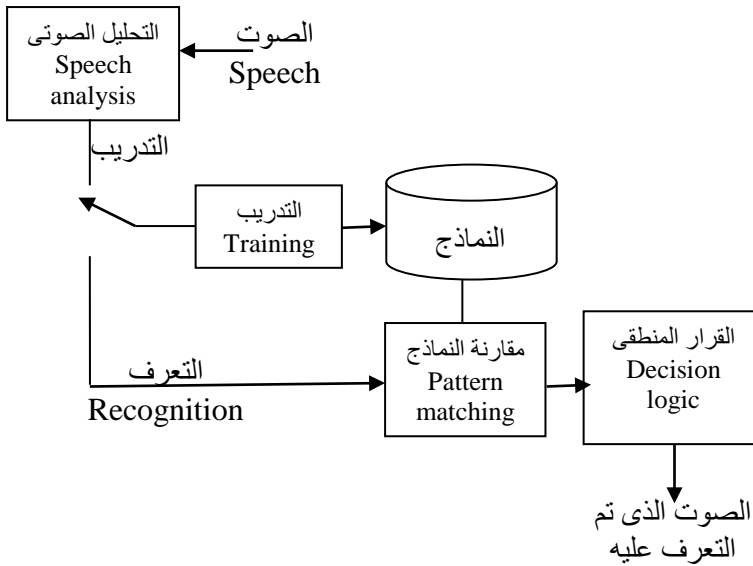 التحليل الصوتى
Speech
analysis
الصوت
Speech
التدريب
التدريب
Training
النماذج
التعرف
Recognition
مقارنة النماذج
Pattern
matching
القرار المنطقى
Decision
logic
الصوت الذى تم
التعرف عليه